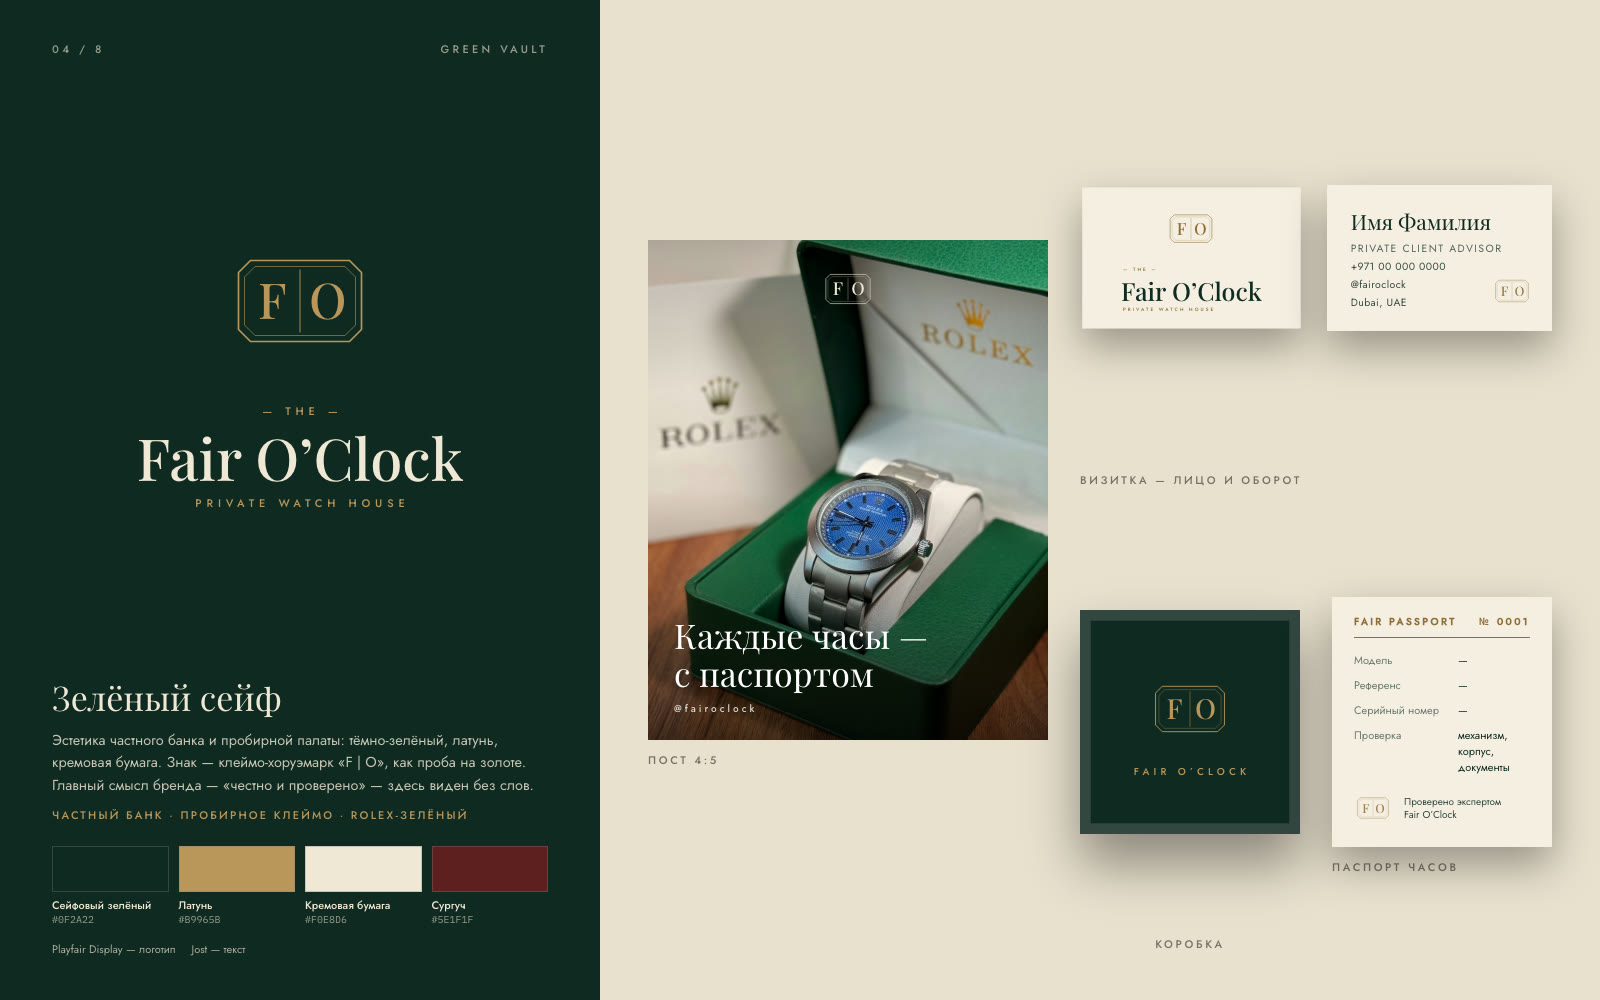 04 / 8
GREEN VAULT
F O
— THE —
Fair O’Clock
PRIVATE WATCH HOUSE
Зелёный сейф
Эстетика частного банка и пробирной палаты: тёмно-зелёный, латунь,
кремовая бумага. Знак — клеймо-хоруэмарк «F | O», как проба на золоте.
Главный смысл бренда — «честно и проверено» — здесь виден без слов.
ЧАСТНЫЙ БАНК · ПРОБИРНОЕ КЛЕЙМО · ROLEX-ЗЕЛЁНЫЙ
Сейфовый зелёный
#0F2A22
Латунь
#B9965B
Кремовая бумага
#F0E8D6
Сургуч
#5E1F1F
Playfair Display — логотип
Jost — текст
F O
ROLEX
ROLEX
Каждые часы —
с паспортом
@fairoclock
ПОСТ 4:5
F O
— THE —
Fair O’Clock
PRIVATE WATCH HOUSE
Имя Фамилия
PRIVATE CLIENT ADVISOR
+971 00 000 0000
@fairoclock
Dubai, UAE
F O
ВИЗИТКА — ЛИЦО И ОБОРОТ
F O
FAIR O’CLOCK
КОРОБКА
FAIR PASSPORT № 0001
Модель —
Референс —
Серийный номер —
Проверка механизм,
корпус,
документы
F O
Проверено экспертом
Fair O’Clock
ПАСПОРТ ЧАСОВ